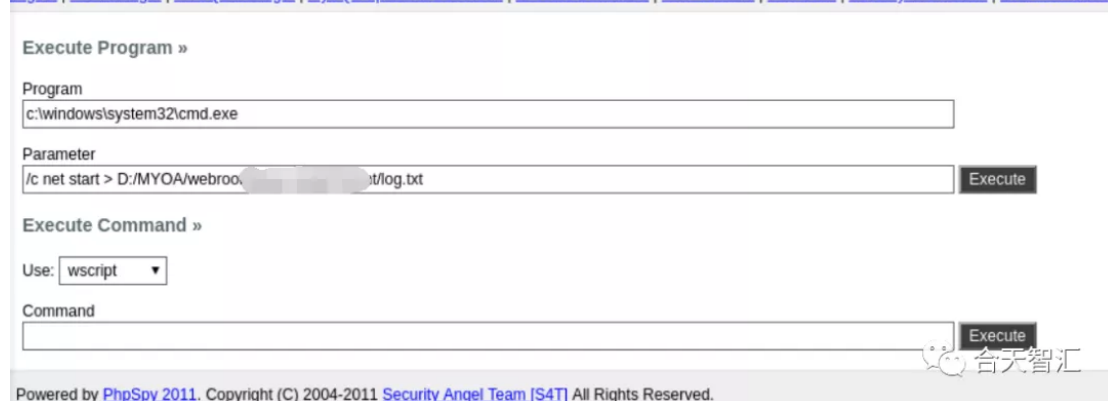 Execute Program »
Program
c:\windows\system32\cmd.exe
Parameter
/c net start > D:/MYOA/webroo t/log.txt
Execute
Execute Command »
Use: wscript
Command
Execute
合天智汇
Powered by PhpSpy 2011. Copyright (C) 2004-2011 Security Angel Team [S4T] All Rights Reserved.